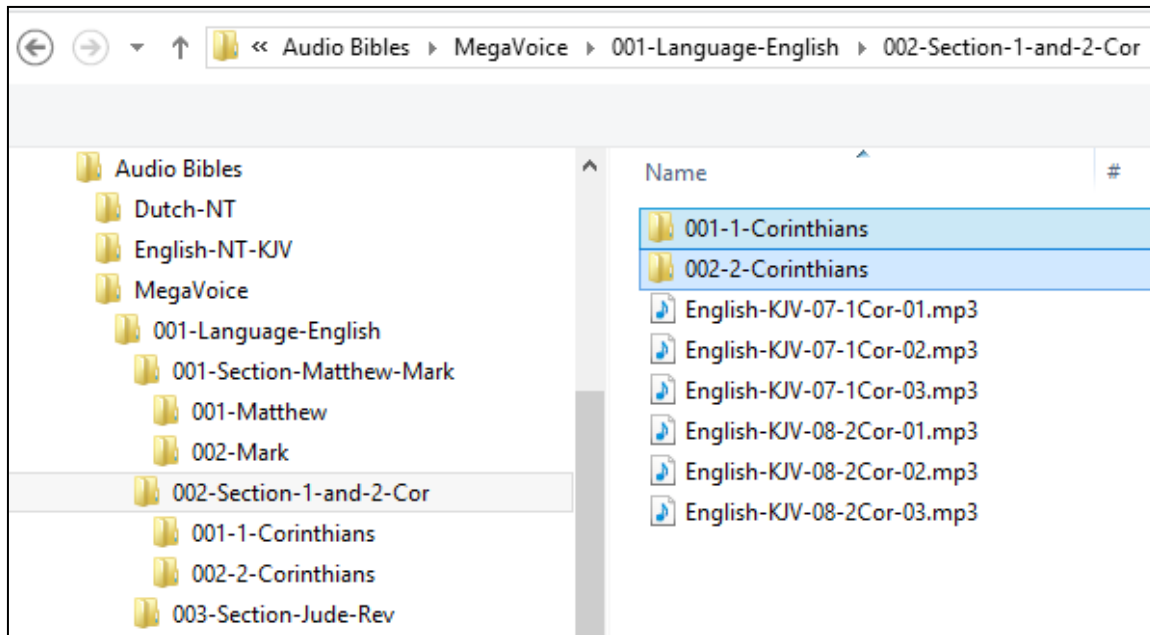 « Audio Bibles MegaVoice 001-Language-English 002-Section-1-and-2-Cor
Audio Bibles
Dutch-NT
English-NT-KJV
MegaVoice
001-Language-English
001-Section-Matthew-Mark
001-Matthew
002-Mark
002-Section-1-and-2-Cor
001-1-Corinthians
002-2-Corinthians
003-Section-Jude-Rev
Name #
001-1-Corinthians
002-2-Corinthians
English-KJV-07-1Cor-01.mp3
English-KJV-07-1Cor-02.mp3
English-KJV-07-1Cor-03.mp3
English-KJV-08-2Cor-01.mp3
English-KJV-08-2Cor-02.mp3
English-KJV-08-2Cor-03.mp3